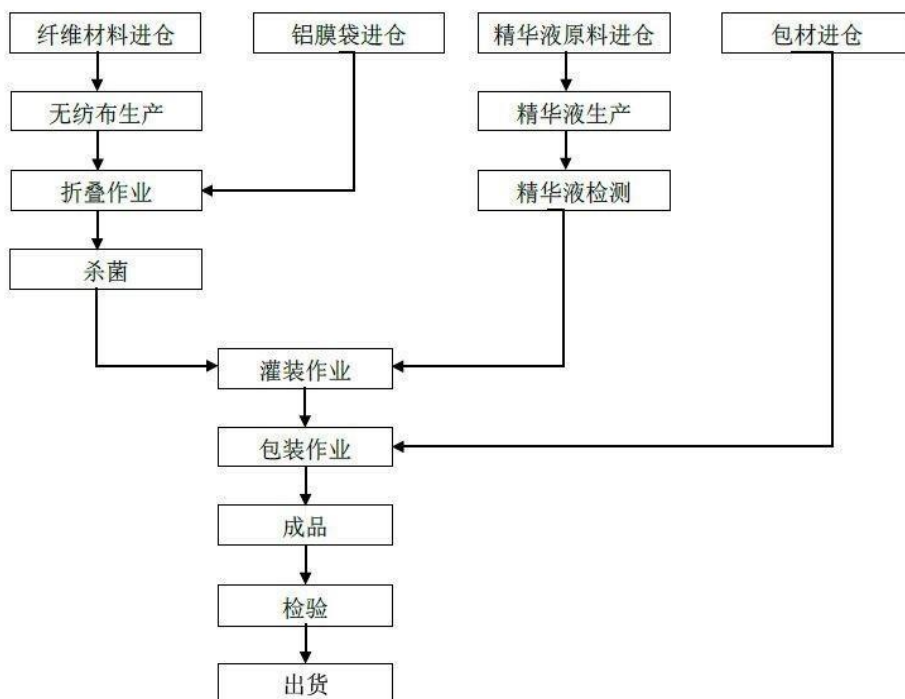 纤维材料进仓
铝膜袋进仓
精华液原料进仓
包材进仓
无纺布生产
精华液生产
折叠作业
精华液检测
杀菌
灌装作业
包装作业
成品
检验
出货